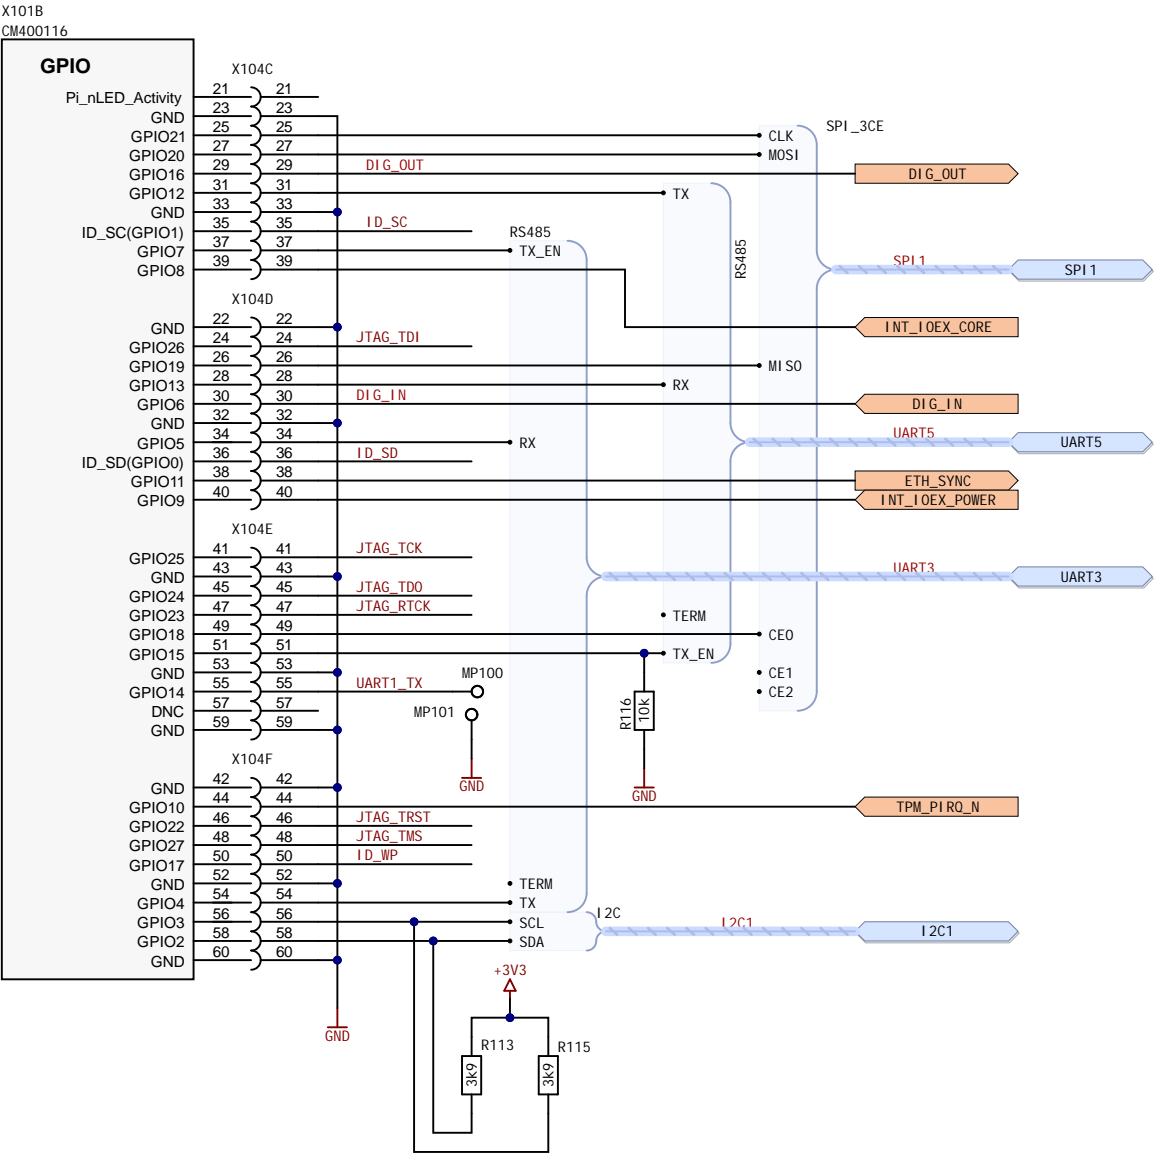 X101B
CM400116
GPIO
X104C
Pi_nLED_Activity 21 21
GND 23 23
GPIO21 25 25 CLK SPI_3CE
GPIO20 27 27 MOSI
GPIO16 29 29 DIG_OUT DIG_OUT
GPIO12 31 31 TX
GND 33 33
ID_SC(GPIO1) 35 35 ID_SC RS485
GPIO7 37 37 TX_EN RS485
GPIO8 39 39 SPI1 SPI1
X104D
GND 22 22 INT_IOEX_CORE
GPIO26 24 24 JTAG_TDI
GPIO19 26 26 MISO
GPIO13 28 28 RX
GPIO6 30 30 DIG_IN DIG_IN
GND 32 32
GPIO5 34 34 RX UART5 UART5
ID_SD(GPIO0) 36 36 ID_SD
GPIO11 38 38 ETH_SYNC
GPIO9 40 40 INT_IOEX_POWER
X104E
GPIO25 41 41 JTAG_TCK
GND 43 43 UART3 UART3
GPIO24 45 45 JTAG_TDO
GPIO23 47 47 JTAG_RTCK TERM
GPIO18 49 49 CE0
GPIO15 51 51 TX_EN
GND 53 53 MP100 CE1
GPIO14 55 55 UART1_TX CE2
DNC 57 57 MP101 R116 10k
GND 59 59
X104F
GND 42 42 GND GND
GPIO10 44 44 TPM_PIRQ_N
GPIO22 46 46 JTAG_TRST
GPIO27 48 48 JTAG_TMS
GPIO17 50 50 ID_WP
GND 52 52 TERM
GPIO4 54 54 TX
GPIO3 56 56 SCL I2C
GPIO2 58 58 SDA I2C1 I2C1
GND 60 60
+3V3
GND
R113 R115
3k9 3k9